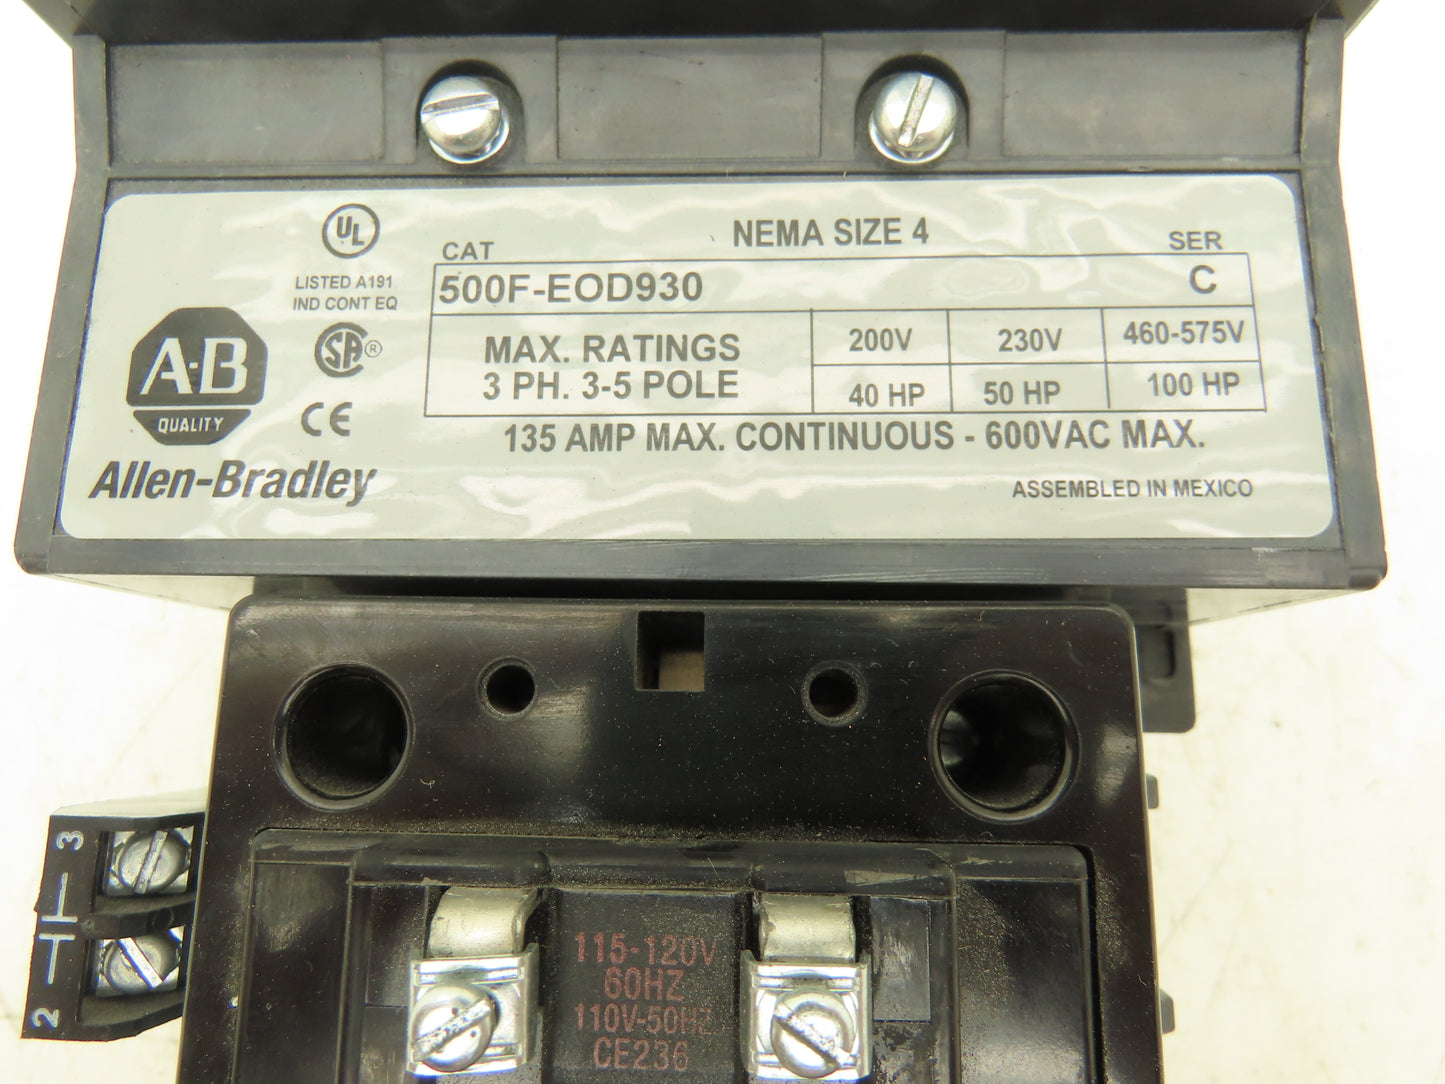 UL
LISTED A191
IND CONT EQ
SA®
CE
A-B
QUALITY
Allen-Bradley
NEMA SIZE 4
CAT
SER
500F-EOD930
C
MAX. RATINGS
3 PH. 3-5 POLE
200V
230V
460-575V
40 HP
50 HP
100 HP
135 AMP MAX. CONTINUOUS - 600VAC MAX.
ASSEMBLED IN MEXICO
3
2
115-120V
60HZ
110V-50HZ
CE236